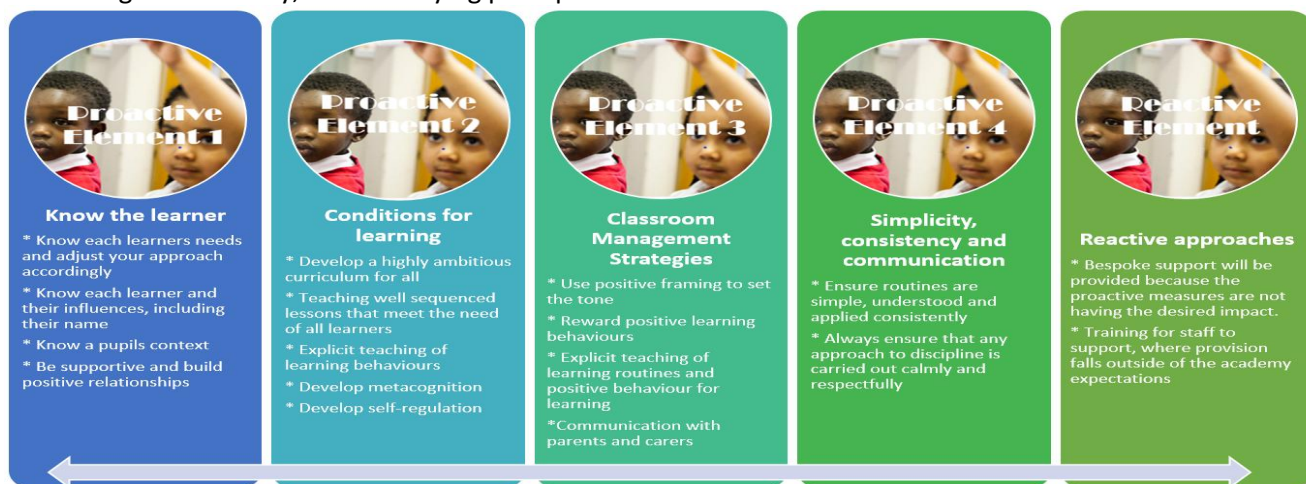 Proactive
Element 1
Know the learner
* Know each learners needs
and adjust your approach
accordingly
* Know each learner and
their influences, including
their name
* Know a pupils context
* Be supportive and build
positive relationships
Proactive
Element 2
Conditions for
learning
* Develop a highly ambitious
curriculum for all
* Teaching well sequenced
lessons that meet the need
of all learners
* Explicit teaching of
learning behaviours
* Develop metacognition
* Develop self-regulation
Proactive
Element 3
Classroom
Management
Strategies
* Use positive framing to set
the tone
* Reward positive learning
behaviours
* Explicit teaching of
learning routines and
positive behaviour for
learning
*Communication with
parents and carers
Proactive
Element 4
Simplicity,
consistency and
communication
* Ensure routines are
simple, understood and
applied consistently
* Always ensure that any
approach to discipline is
carried out calmly and
respectfully
Reactive
Element
Reactive approaches
* Bespoke support will be
provided because the
proactive measures are not
having the desired impact.
* Training for staff to
support, where provision
falls outside of the academy
expectations